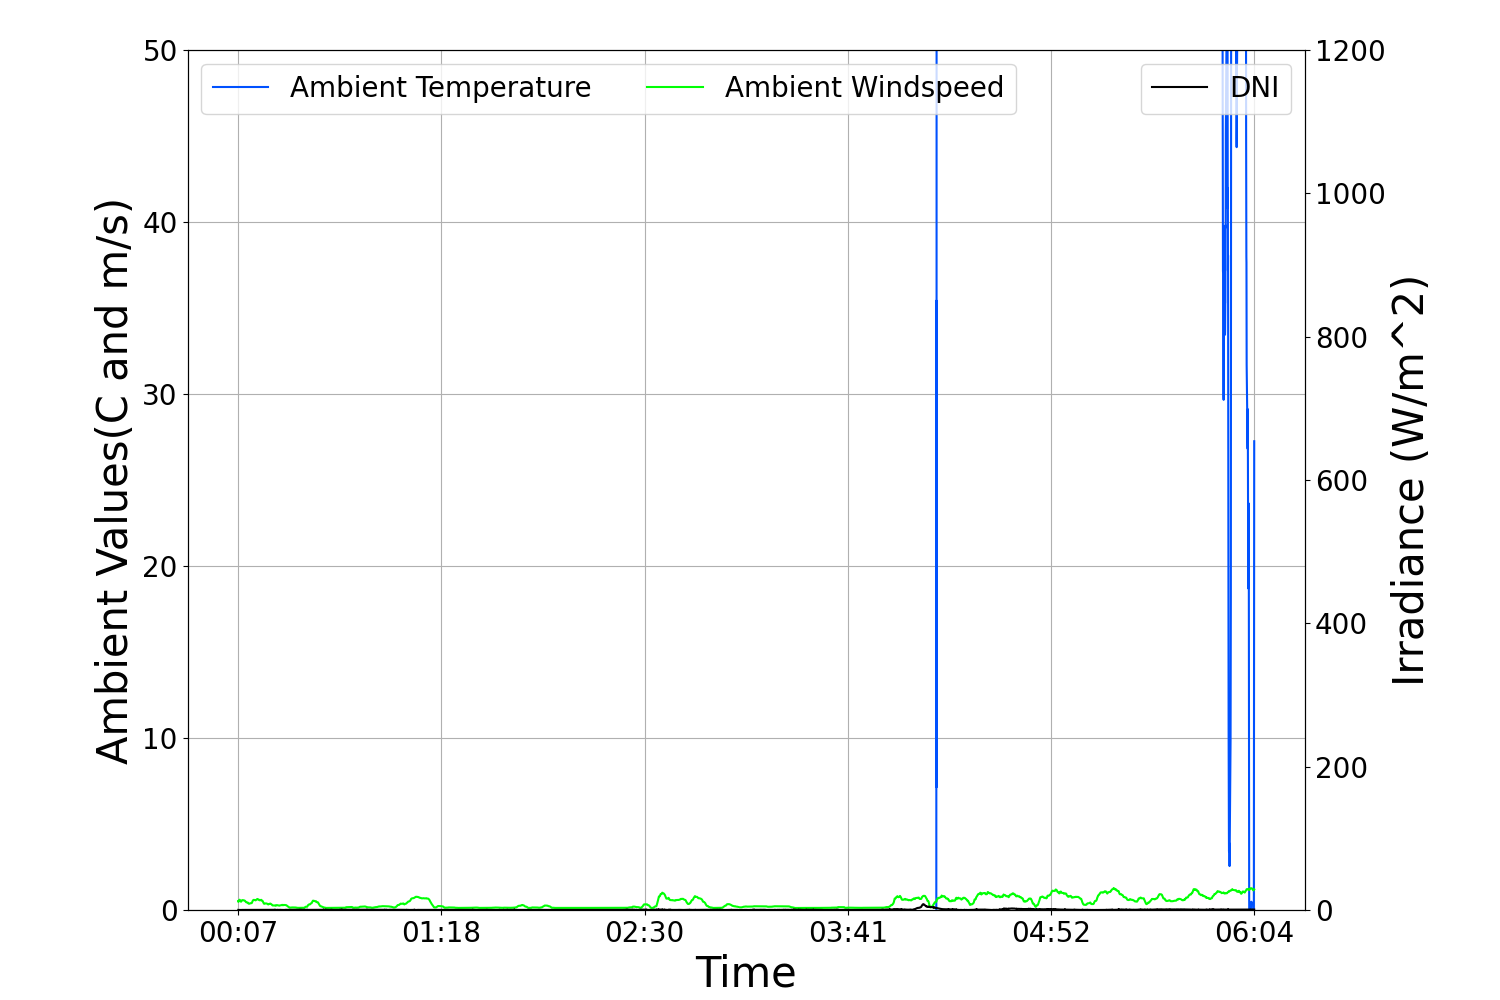 50
40
30
20
10
0
Ambient Values(C and m/s)
Ambient Temperature
Ambient Windspeed
DNI
1200
1000
800
600
400
200
0
Irradiance (W/m^2)
00:07 01:18 02:30 03:41 04:52 06:04
Time